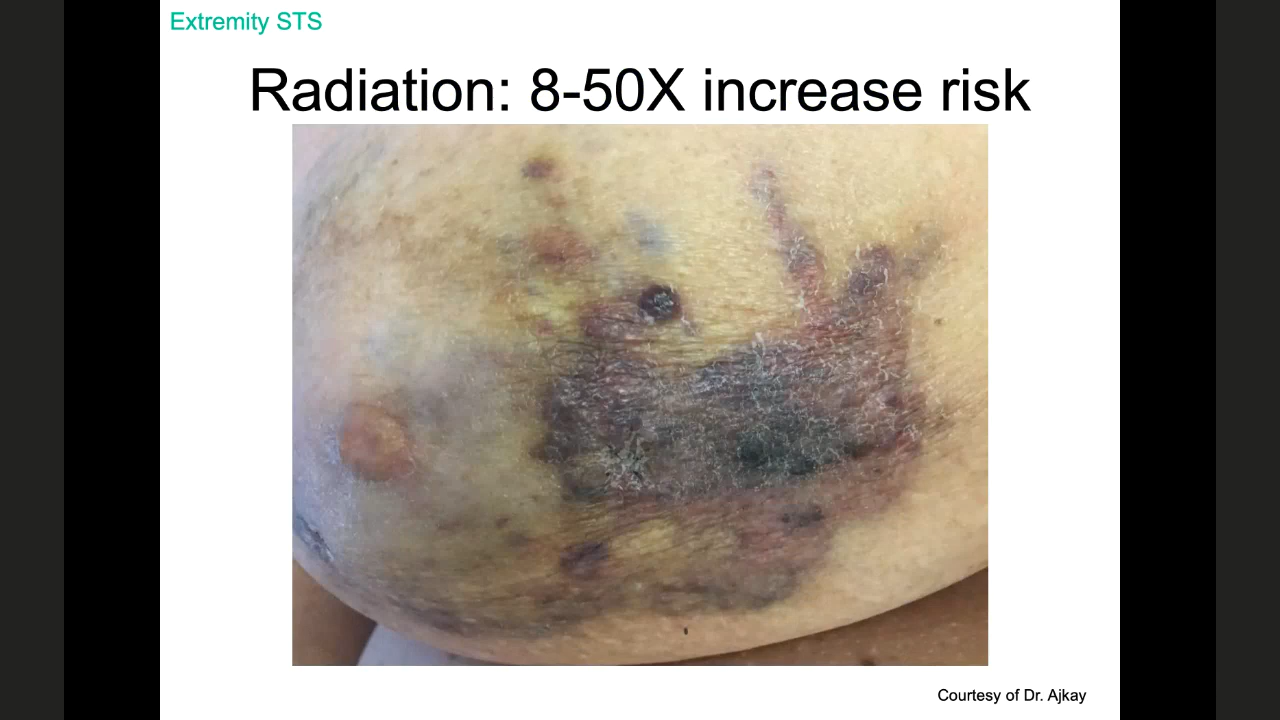 Extremity STS
Radiation: 8-50X increase risk
Courtesy of Dr. Ajkay